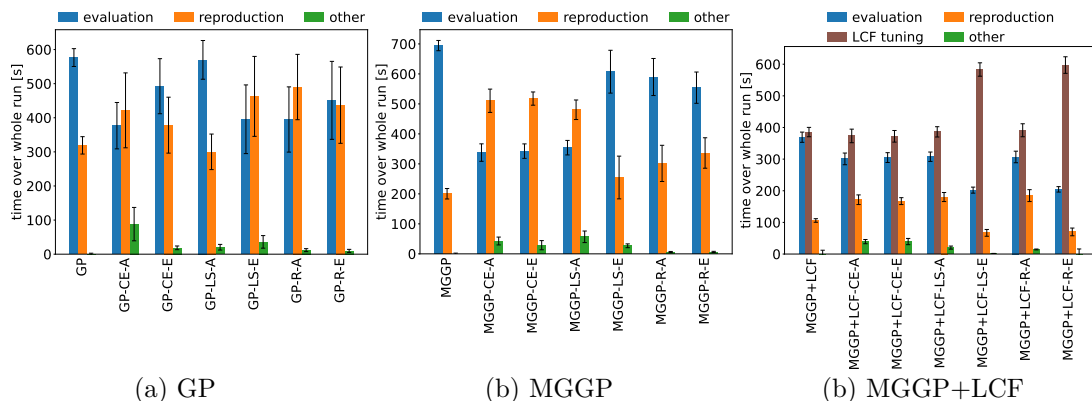 evaluation reproduction other
time over whole run [s]
600
500
400
300
200
100
0
GP
GP-CE-A
GP-CE-E
GP-LS-A
GP-LS-E
GP-R-A
GP-R-E
(a) GP
evaluation reproduction other
time over whole run [s]
700
600
500
400
300
200
100
0
MGGP
MGGP-CE-A
MGGP-CE-E
MGGP-LS-A
MGGP-LS-E
MGGP-R-A
MGGP-R-E
(b) MGGP
evaluation reproduction
LCF tuning other
time over whole run [s]
600
500
400
300
200
100
0
MGGP+LCF
MGGP+LCF-CE-A
MGGP+LCF-CE-E
MGGP+LCF-LS-A
MGGP+LCF-LS-E
MGGP+LCF-R-A
MGGP+LCF-R-E
(b) MGGP+LCF